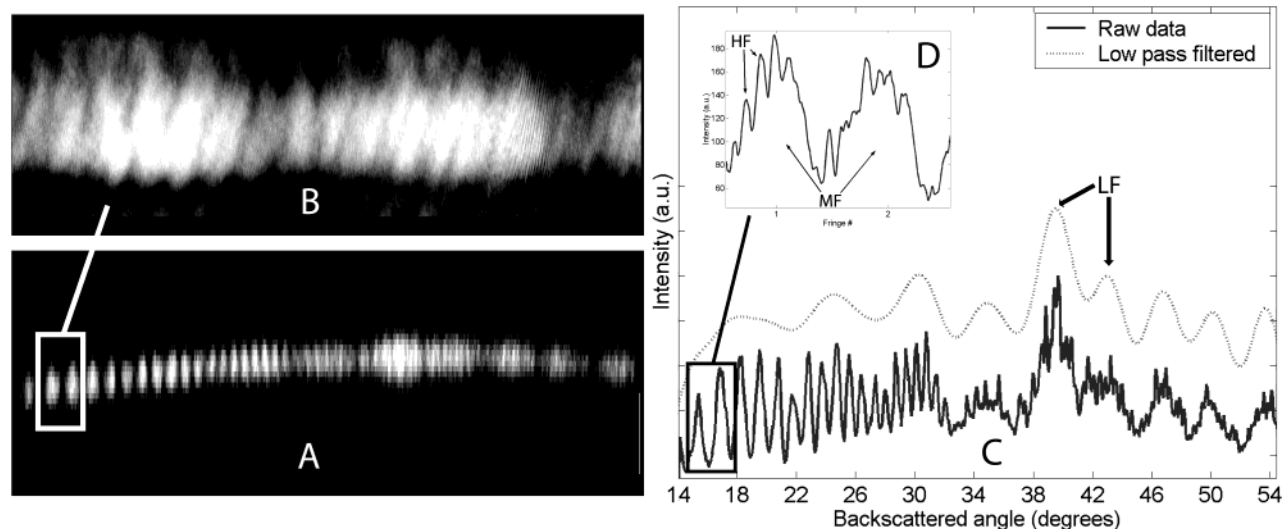 B
A
Raw data
Low pass filtered
HF
D
180
160
140
120
100
80
60
Intensity (a.u.)
MF
1
2
Fringe #
LF
Intensity (a.u.)
C
14 18 22 26 30 34 38 42 46 50 54
Backscattered angle (degrees)